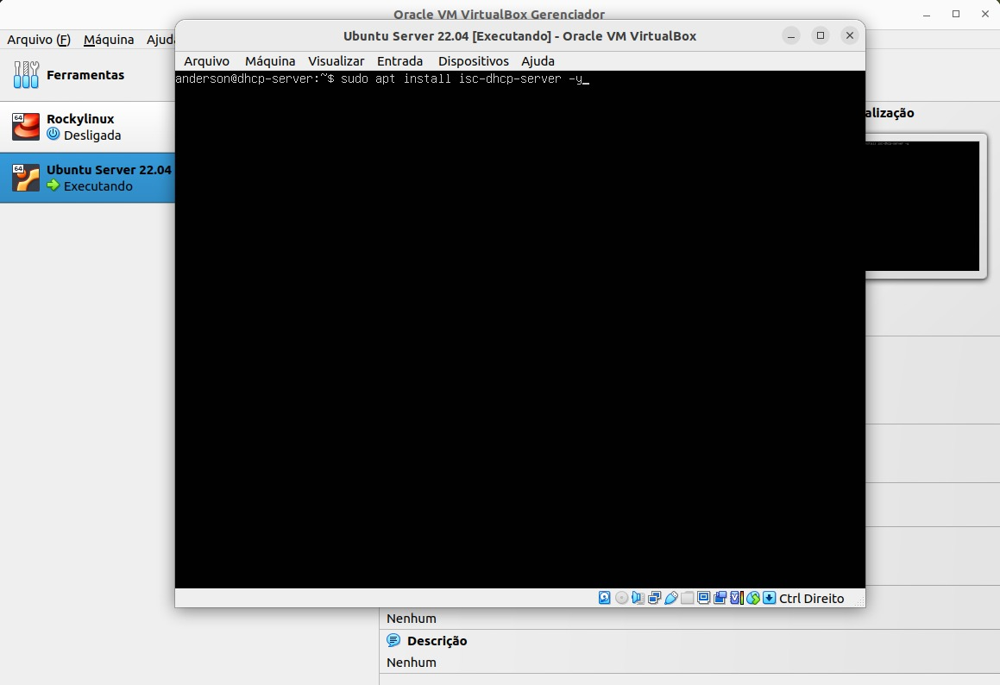 Oracle VM VirtualBox Gerenciador
Arquivo (F) Máquina Ajuda
Ubuntu Server 22.04 [Executando] - Oracle VM VirtualBox
Arquivo Máquina Visualizar Entrada Dispositivos Ajuda
anderson@dhcp-server:~$ sudo apt install isc-dhcp-server -y_
Ferramentas
64
Rockylinux
Desligada
64
Ubuntu Server 22.04
Executando
alização
Ctrl Direito
Nenhum
Descrição
Nenhum